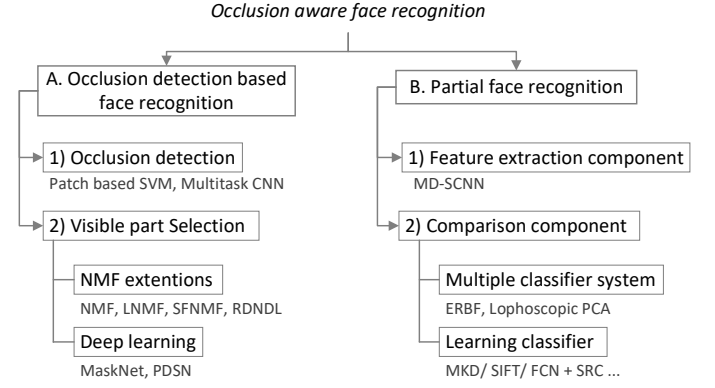 Occlusion aware face recognition
A. Occlusion detection based
face recognition
1) Occlusion detection
Patch based SVM, Multitask CNN
2) Visible part Selection
NMF extentions
NMF, LNMF, SFNMF, RDNDL
Deep learning
MaskNet, PDSN
B. Partial face recognition
1) Feature extraction component
MD-SCNN
2) Comparison component
Multiple classifier system
ERBF, Lophoscopic PCA
Learning classifier
MKD/ SIFT/ FCN + SRC ...